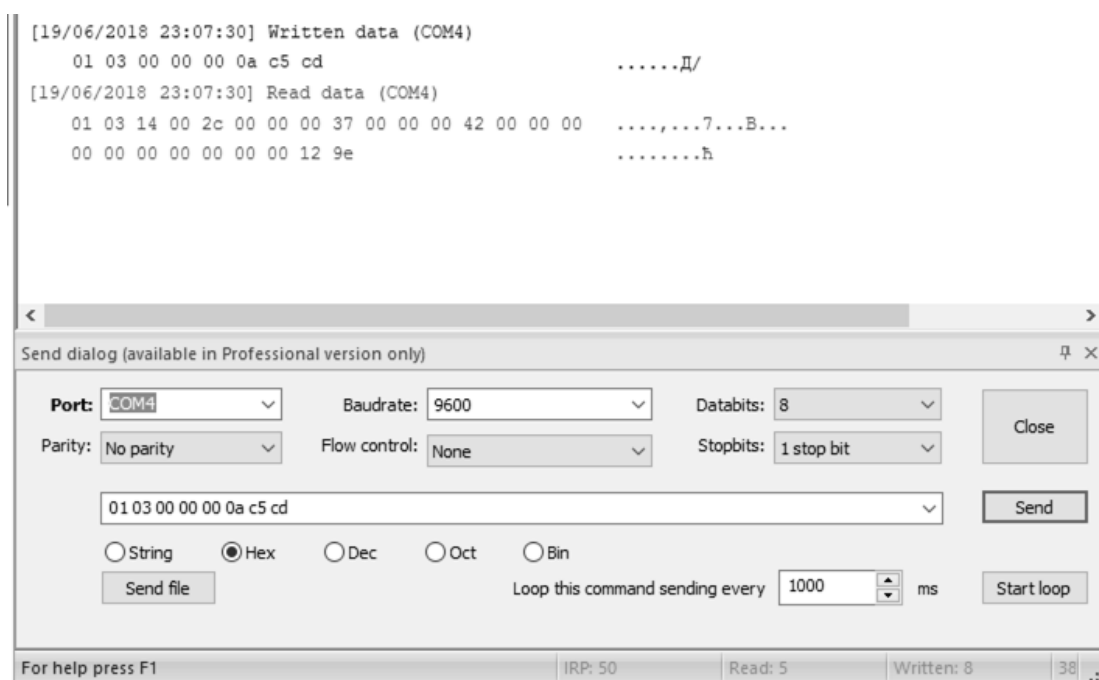 [19/06/2018 23:07:30] Written data (COM4)
01 03 00 00 00 0a c5 cd ......Д/
[19/06/2018 23:07:30] Read data (COM4)
01 03 14 00 2c 00 00 00 37 00 00 00 42 00 00 00 ....,...7...B...
00 00 00 00 00 00 00 12 9e ........ћ
Send dialog (available in Professional version only)
Port: COM4 Baudrate: 9600 Databits: 8 Close
Parity: No parity Flow control: None Stopbits: 1 stop bit
01 03 00 00 00 0a c5 cd Send
String Hex Dec Oct Bin
Send file Loop this command sending every 1000 ms Start loop
For help press F1 IRP: 50 Read: 5 Written: 8 38